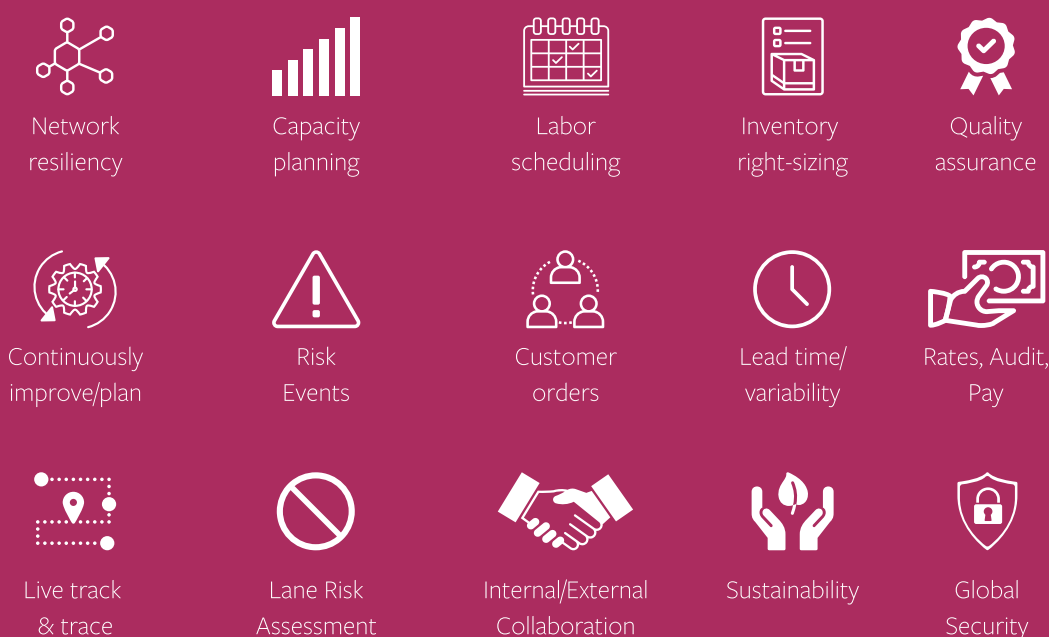 Network
resiliency
Capacity
planning
Labor
scheduling
Inventory
right-sizing
Quality
assurance
Continuously
improve/plan
Risk
Events
Customer
orders
Lead time/
variability
Rates, Audit,
Pay
Live track
& trace
Lane Risk
Assessment
Internal/External
Collaboration
Sustainability
Global
Security